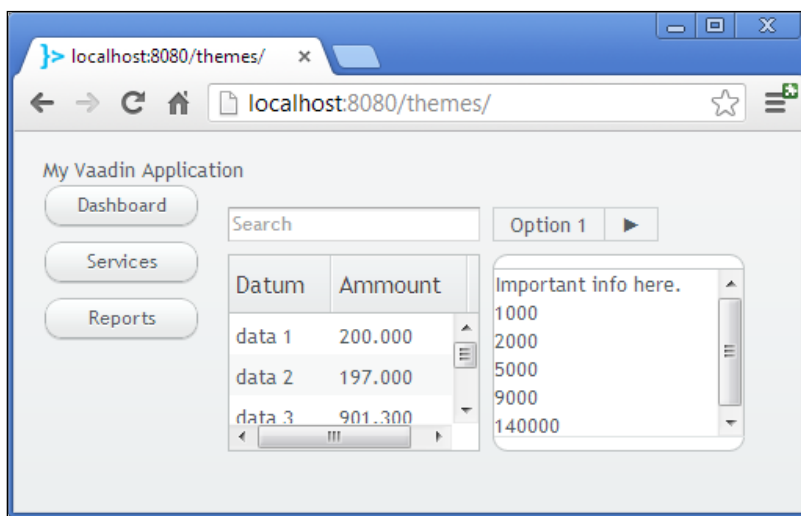 localhost:8080/themes/
localhost:8080/themes/
My Vaadin Application
Dashboard
Services
Reports
Search
Option 1
Datum Ammount
data 1 200.000
data 2 197.000
data 3 901.300
Important info here.
1000
2000
5000
9000
140000